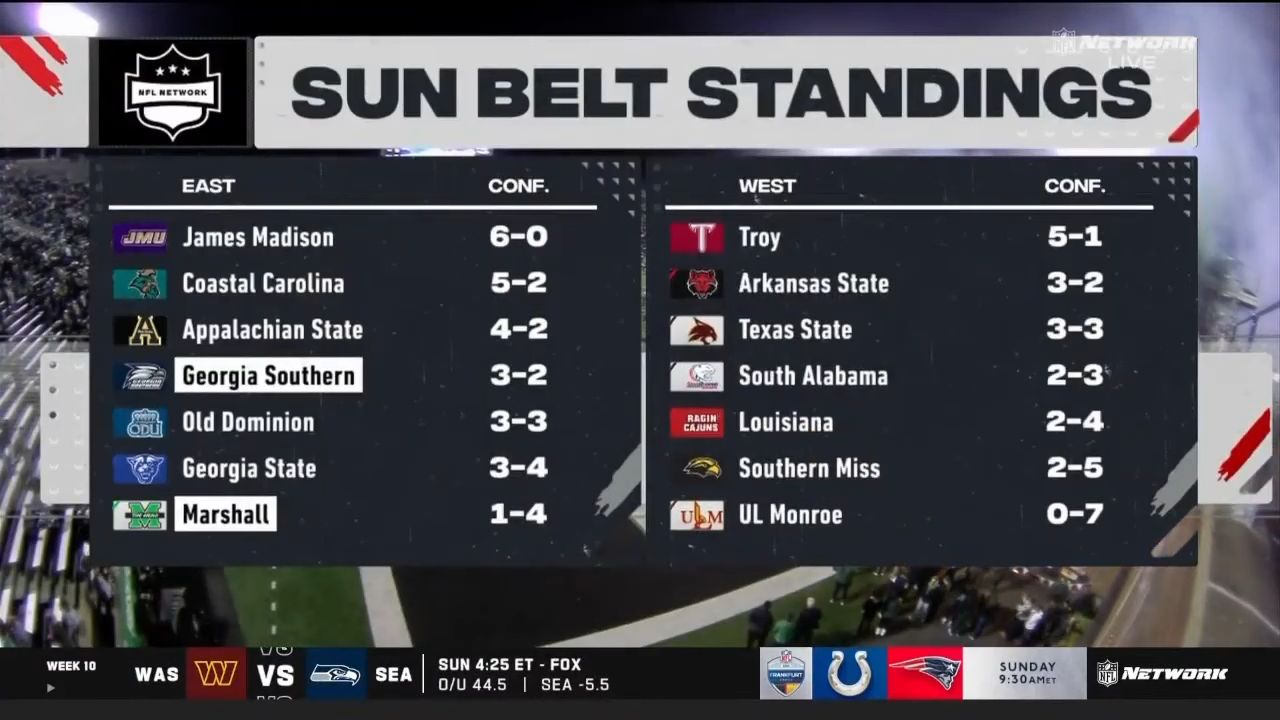 NFL NETWORK
LIVE
NFL NETWORK
SUN BELT STANDINGS
EAST CONF.
JMU James Madison 6-0
Coastal Carolina 5-2
A Appalachian State 4-2
Georgia Southern 3-2
ODU Old Dominion 3-3
Georgia State 3-4
M Marshall 1-4
WEST CONF.
T Troy 5-1
Arkansas State 3-2
Texas State 3-3
South Alabama 2-3
RAGIN CAJUNS Louisiana 2-4
Southern Miss 2-5
ULM UL Monroe 0-7
WEEK 10
WAS W VS SEA
SUN 4:25 ET - FOX
O/U 44.5 | SEA -5.5
NFL
FRANKFURT
SUNDAY
9:30AM ET
NFL NETWORK